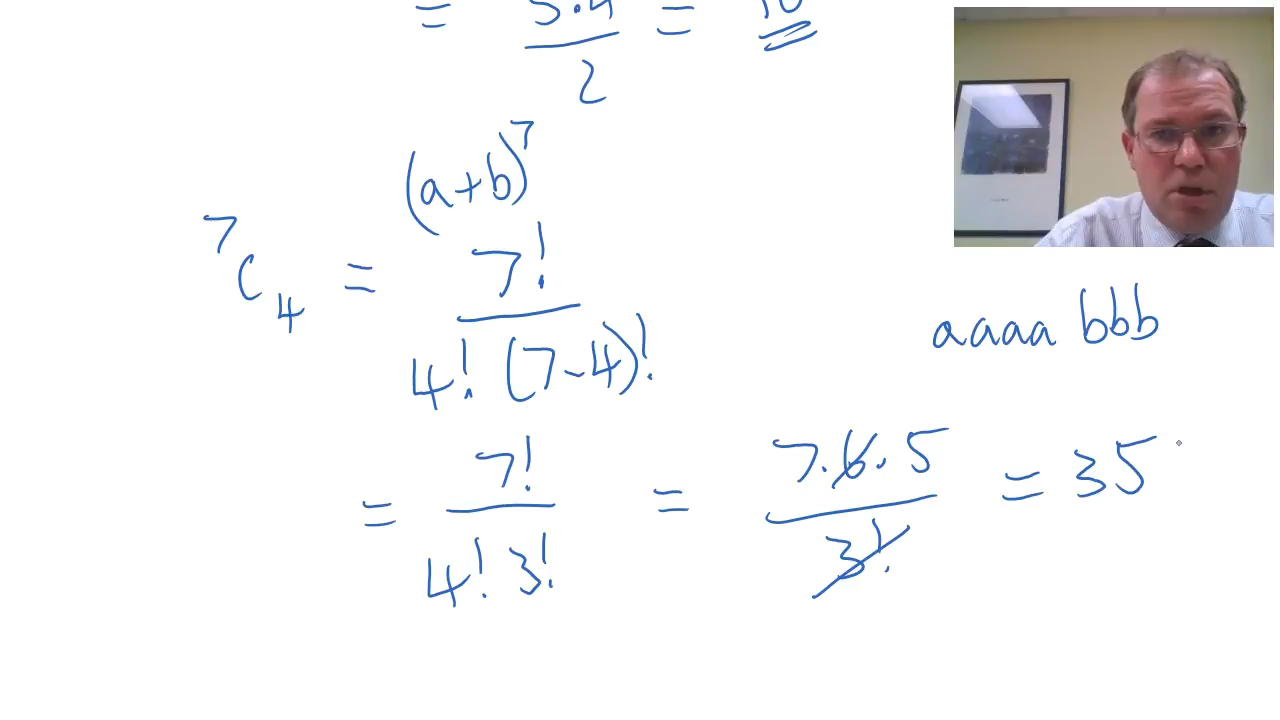 = 5.4 / 2 = 10
(a+b)^7
7C4 = 7! / 4! (7-4)!
aaaa bbb
= 7! / 4! 3! = 7.6.5 / 3! = 35